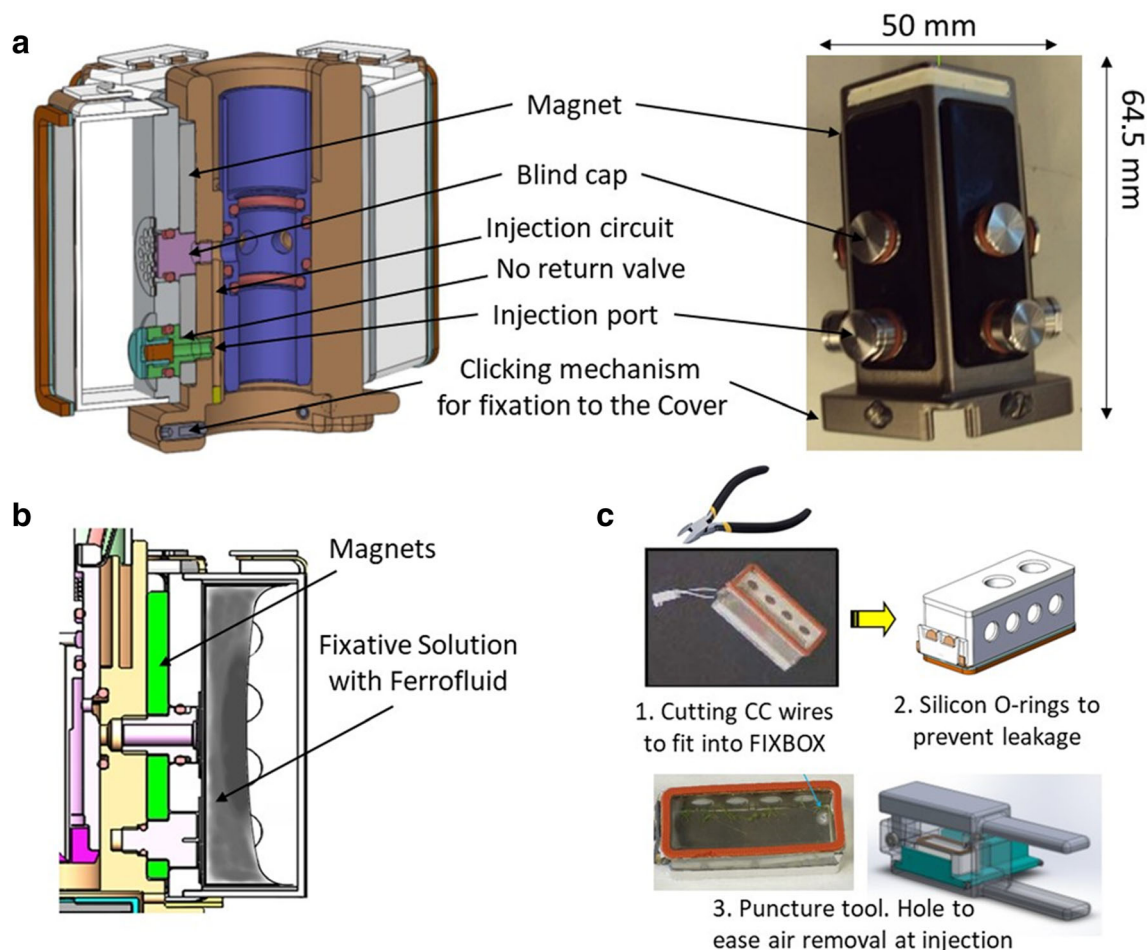 a
50 mm
64.5 mm
Magnet
Blind cap
Injection circuit
No return valve
Injection port
Clicking mechanism
for fixation to the Cover
b
Magnets
Fixative Solution
with Ferrofluid
c
1. Cutting CC wires
to fit into FIXBOX
2. Silicon O-rings to
prevent leakage
3. Puncture tool. Hole to
ease air removal at injection